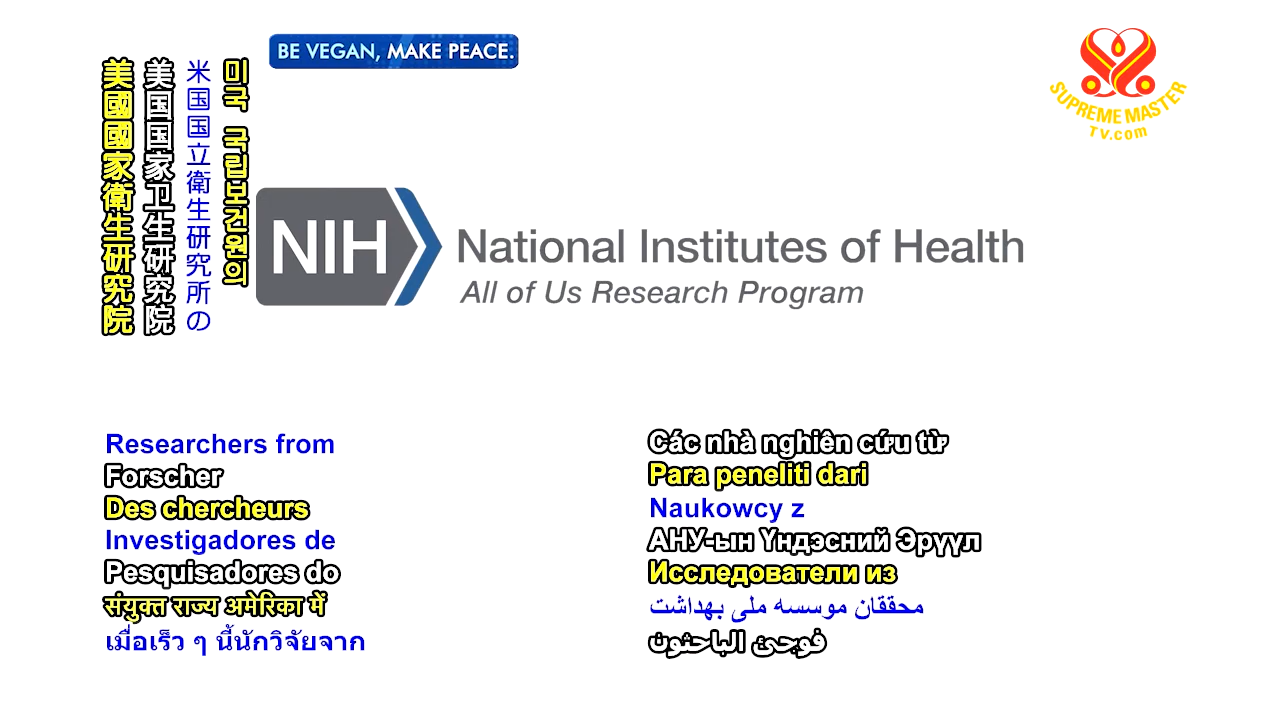 BE VEGAN, MAKE PEACE.
SUPREME MASTER
TV.com
美國國家衛生研究院
美国国家卫生研究院
米国国立衛生研究所の
미국 국립보건원의
NIH
National Institutes of Health
All of Us Research Program
Researchers from
Forscher
Des chercheurs
Investigadores de
Pesquisadores do
संयुक्त राज्य अमेरिका में
เมื่อเร็ว ๆ นี้นักวิจัยจาก
Các nhà nghiên cứu từ
Para peneliti dari
Naukowcy z
АНУ-ын Үндэсний Эрүүл
Исследователи из
محققان موسسه ملی بهداشت
فوجئ الباحثون